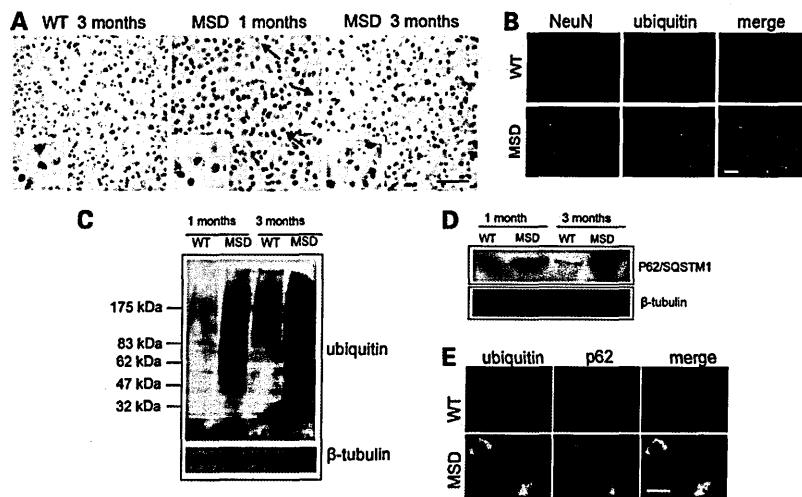 A WT 3 months MSD 1 months MSD 3 months
B NeuN ubiquitin merge
WT
MSD
C
1 months 3 months
WT MSD WT MSD
175 kDa
83 kDa
62 kDa
47 kDa
32 kDa
ubiquitin
β-tubulin
D
1 month 3 months
WT MSD WT MSD
P62/SQSTM1
β-tubulin
E ubiquitin p62 merge
WT
MSD